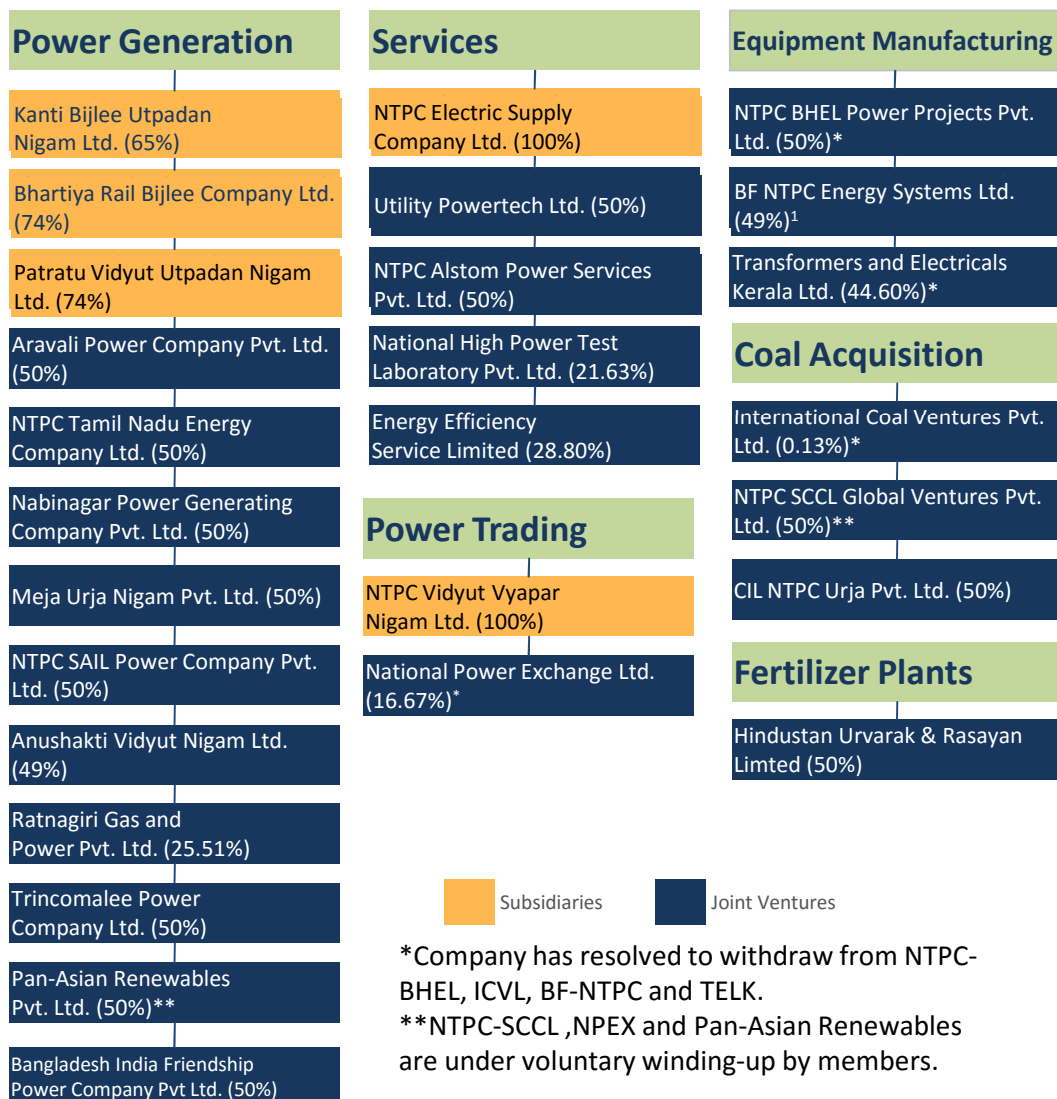 Power Generation
Kanti Bijlee Utpadan
Nigam Ltd. (65%)
Bhartiya Rail Bijlee Company Ltd.
(74%)
Patratu Vidyut Utpadan Nigam
Ltd. (74%)
Aravali Power Company Pvt. Ltd.
(50%)
NTPC Tamil Nadu Energy
Company Ltd. (50%)
Nabinagar Power Generating
Company Pvt. Ltd. (50%)
Meja Urja Nigam Pvt. Ltd. (50%)
NTPC SAIL Power Company Pvt.
Ltd. (50%)
Anushakti Vidyut Nigam Ltd.
(49%)
Ratnagiri Gas and
Power Pvt. Ltd. (25.51%)
Trincomalee Power
Company Ltd. (50%)
Pan-Asian Renewables
Pvt. Ltd. (50%)**
Bangladesh India Friendship
Power Company Pvt Ltd. (50%)
Services
NTPC Electric Supply
Company Ltd. (100%)
Utility Powertech Ltd. (50%)
NTPC Alstom Power Services
Pvt. Ltd. (50%)
National High Power Test
Laboratory Pvt. Ltd. (21.63%)
Energy Efficiency
Service Limited (28.80%)
Power Trading
NTPC Vidyut Vyapar
Nigam Ltd. (100%)
National Power Exchange Ltd.
(16.67%)*
Equipment Manufacturing
NTPC BHEL Power Projects Pvt.
Ltd. (50%)*
BF NTPC Energy Systems Ltd.
(49%)¹
Transformers and Electricals
Kerala Ltd. (44.60%)*
Coal Acquisition
International Coal Ventures Pvt.
Ltd. (0.13%)*
NTPC SCCL Global Ventures Pvt.
Ltd. (50%)**
CIL NTPC Urja Pvt. Ltd. (50%)
Fertilizer Plants
Hindustan Urvarak & Rasayan
Limted (50%)
Subsidiaries
Joint Ventures
*Company has resolved to withdraw from NTPC-
BHEL, ICVL, BF-NTPC and TELK.
**NTPC-SCCL ,NPEX and Pan-Asian Renewables
are under voluntary winding-up by members.